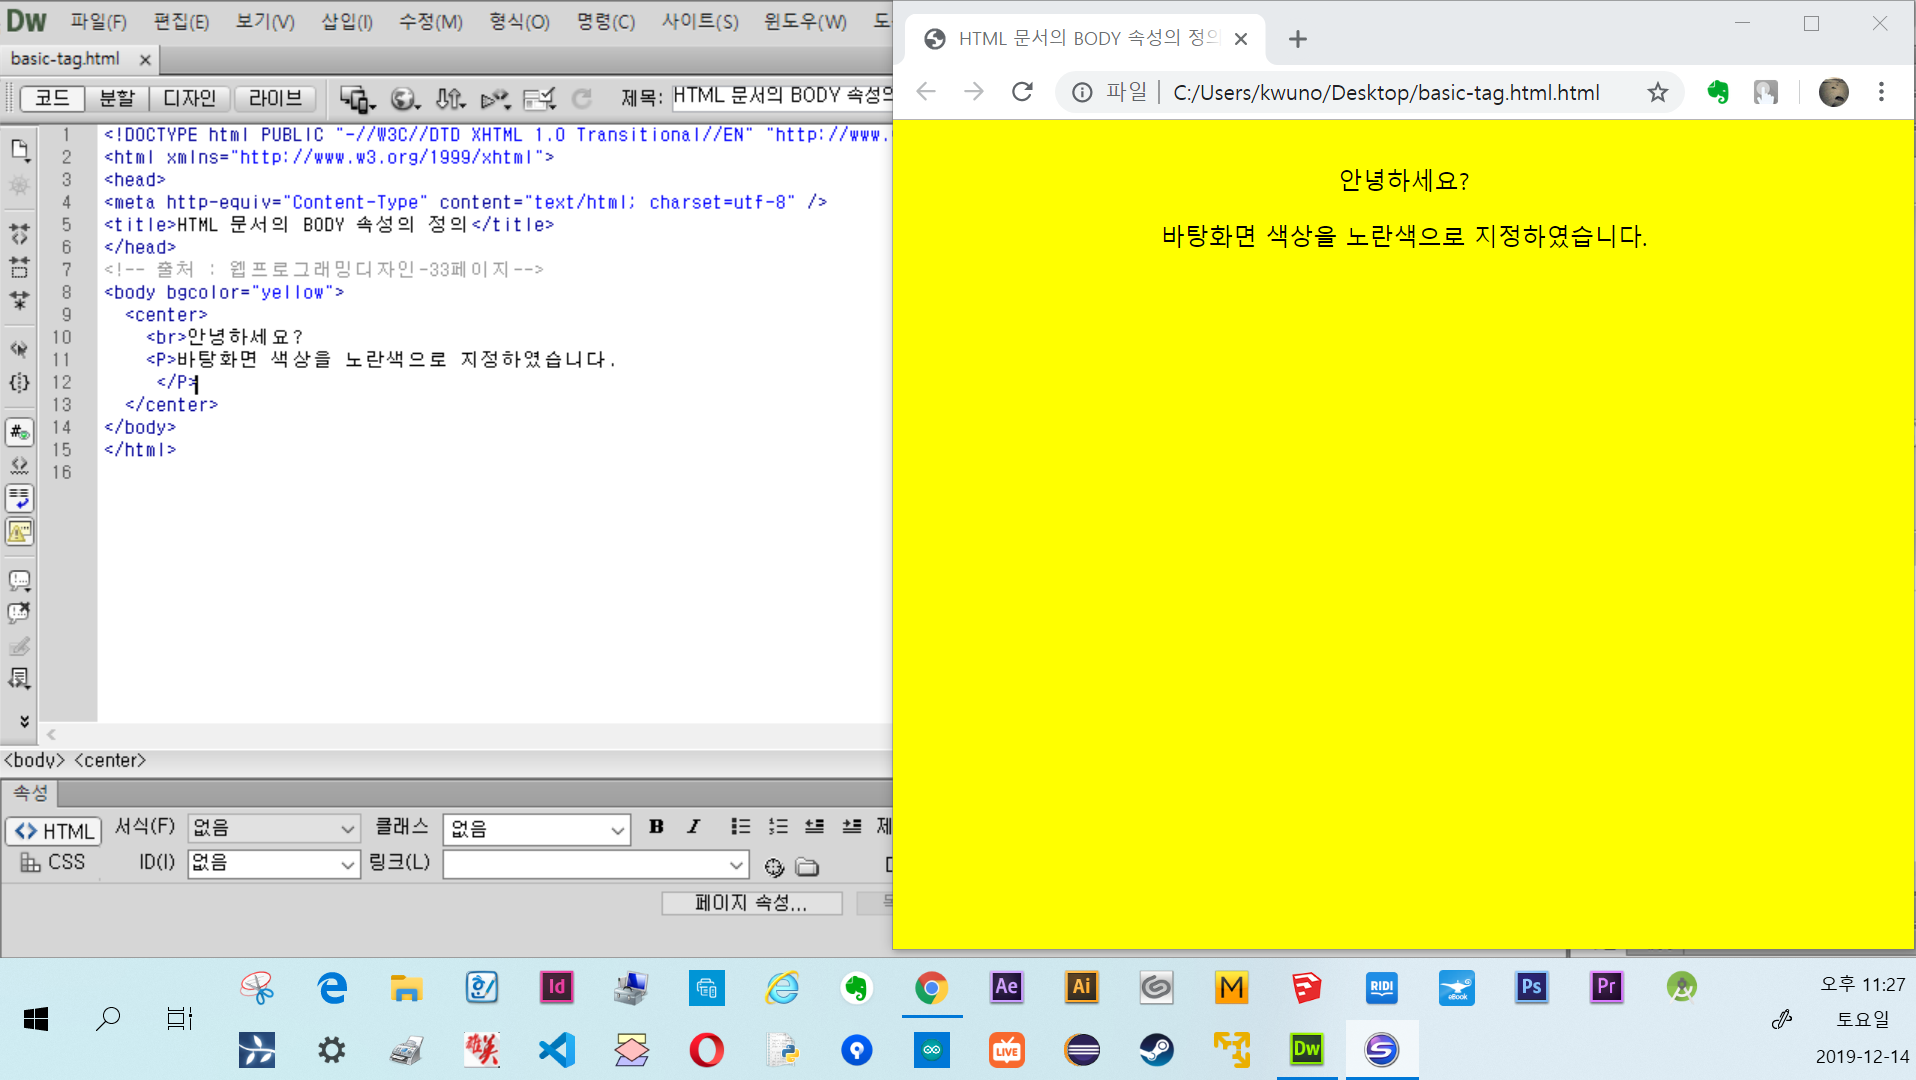 Dw 파일(F) 편집(E) 보기(V) 삽입(I) 수정(M) 형식(O) 명령(C) 사이트(S) 윈도우(W)
basic-tag.html
코드 분할 디자인 라이브 제목: HTML 문서의 BODY 속성의
1 <!DOCTYPE html PUBLIC "-//W3C//DTD XHTML 1.0 Transitional//EN" "http://www.
2 <html xmlns="http://www.w3.org/1999/xhtml">
3 <head>
4 <meta http-equiv="Content-Type" content="text/html; charset=utf-8" />
5 <title>HTML 문서의 BODY 속성의 정의</title>
6 </head>
7 <!-- 출처 : 웹프로그래밍디자인-33페이지-->
8 <body bgcolor="yellow">
9 <center>
10 <br>안녕하세요?
11 <P>바탕화면 색상을 노란색으로 지정하였습니다.
12 </P>
13 </center>
14 </body>
15 </html>
16
<body> <center>
속성
<> HTML 서식(F) 없음 클래스 없음 B I
CSS ID(I) 없음 링크(L)
페이지 속성...
HTML 문서의 BODY 속성의 정의
파일 | C:/Users/kwuno/Desktop/basic-tag.html.html
안녕하세요?
바탕화면 색상을 노란색으로 지정하였습니다.
Id Ae Ai M RIDI eBook Ps Pr
LIVE Dw
오후 11:27
토요일
2019-12-14